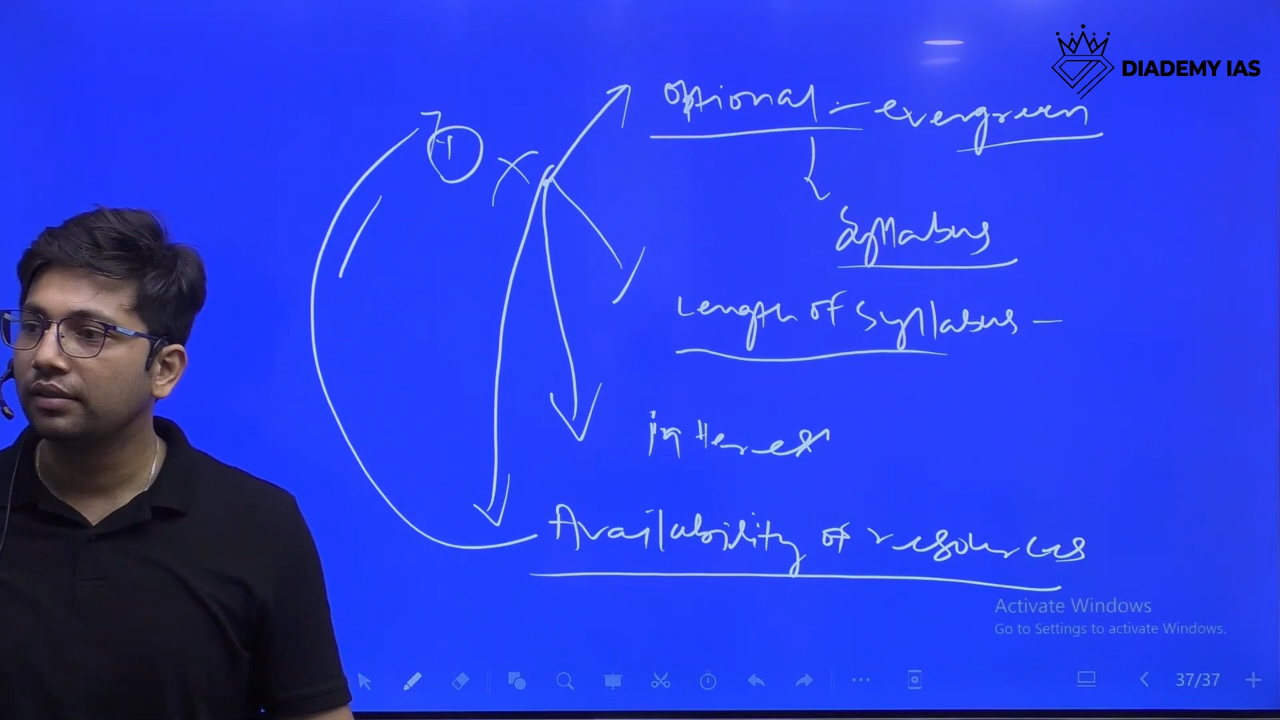 DIADEMY IAS
optional - evergreen
Syllabus
Length of Syllabus -
interest
Availability of resources
Activate Windows
Go to Settings to activate Windows.
37/37